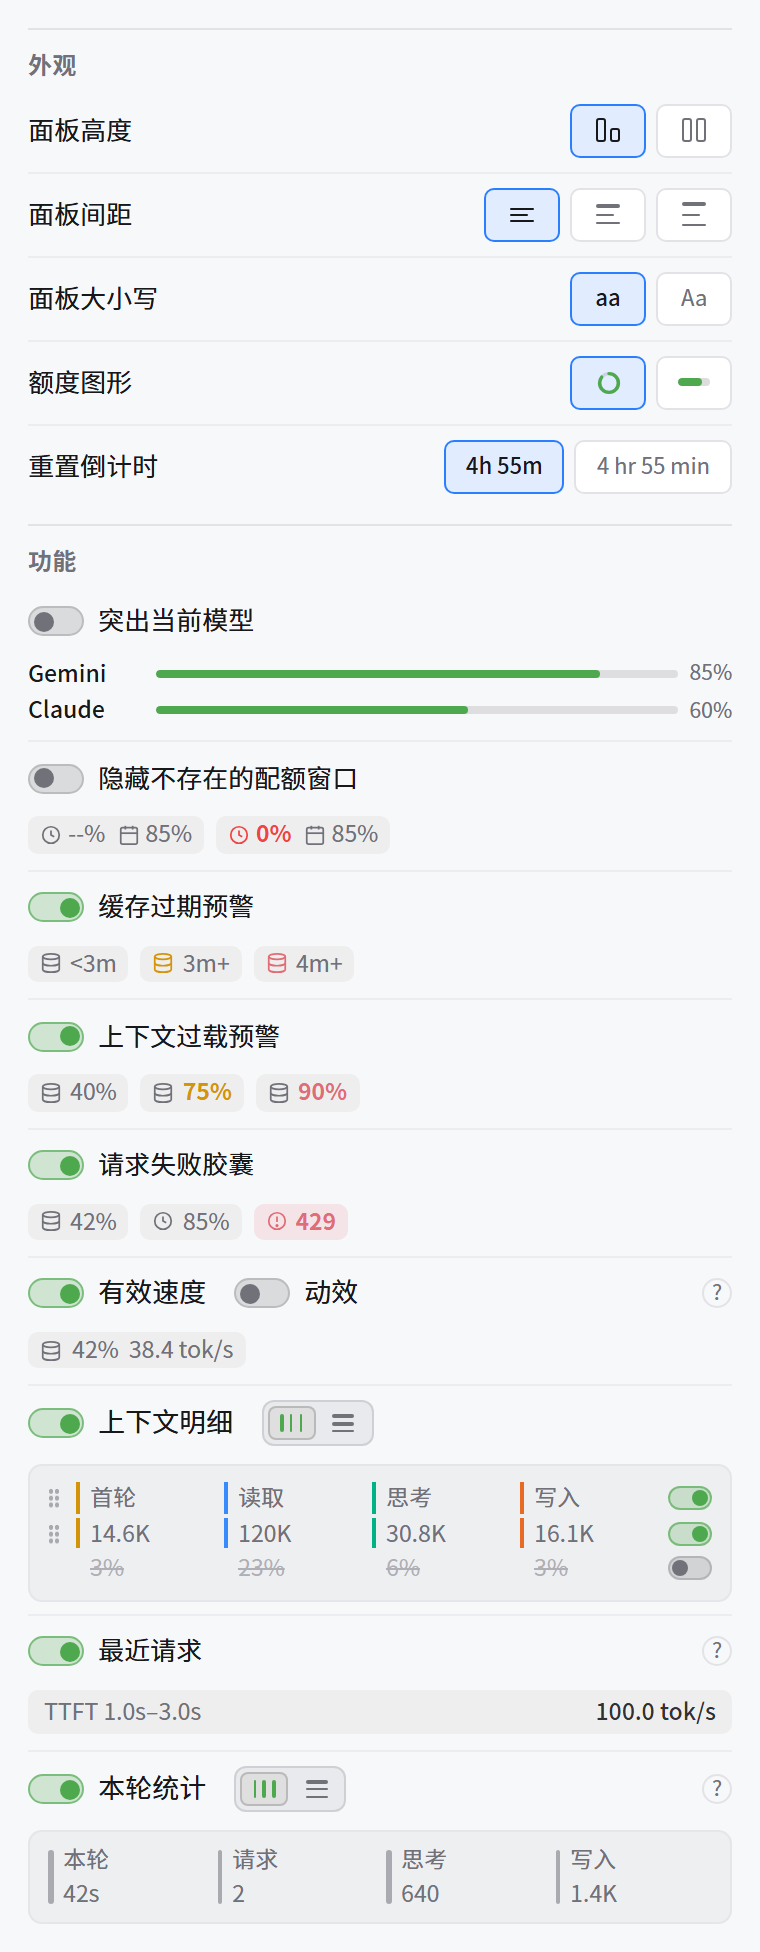 外观
面板高度
面板间距
面板大小写 aa Aa
额度图形
重置倒计时 4h 55m 4 hr 55 min
功能
突出当前模型
Gemini 85%
Claude 60%
隐藏不存在的配额窗口
--% 85% 0% 85%
缓存过期预警
<3m 3m+ 4m+
上下文过载预警
40% 75% 90%
请求失败胶囊
42% 85% 429
有效速度 动效 ?
42% 38.4 tok/s
上下文明细
首轮 读取 思考 写入
14.6K 120K 30.8K 16.1K
3% 23% 6% 3%
最近请求 ?
TTFT 1.0s–3.0s 100.0 tok/s
本轮统计 ?
本轮 请求 思考 写入
42s 2 640 1.4K